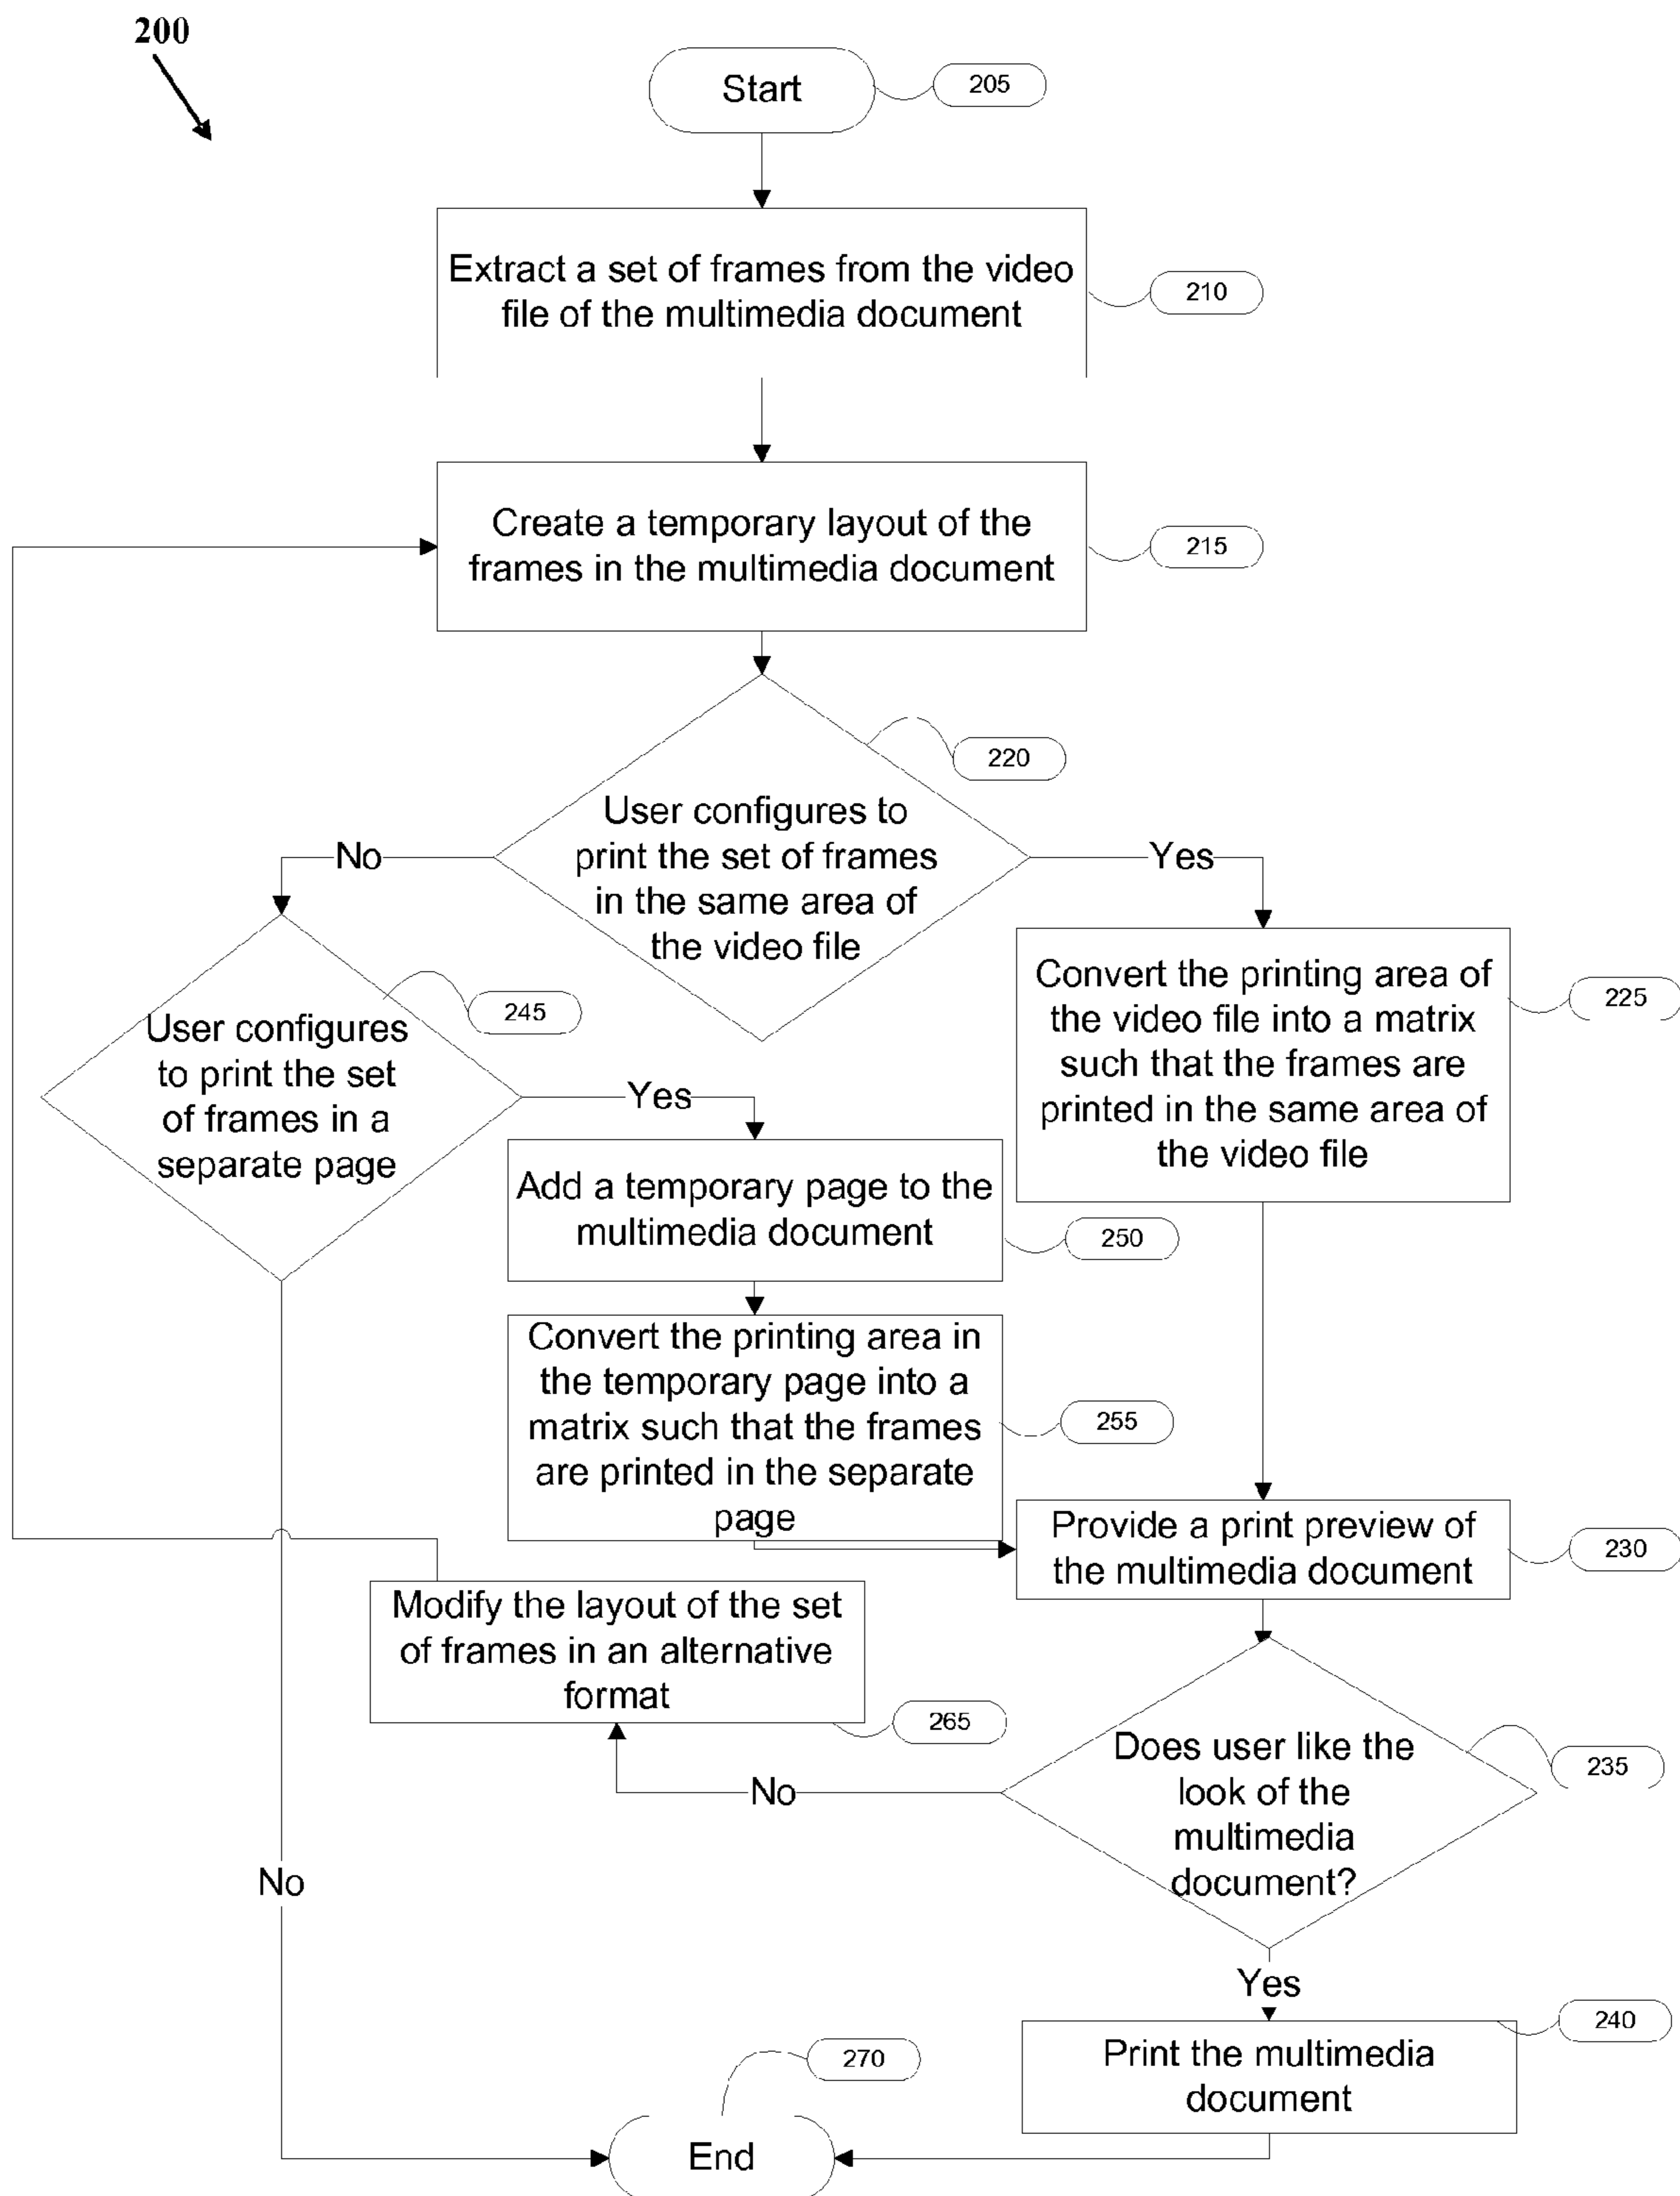 200
Start
205
Extract a set of frames from the video
file of the multimedia document
210
Create a temporary layout of the
frames in the multimedia document
215
220
User configures to
print the set of frames
in the same area of
the video file
No
Yes
245
User configures
to print the set
of frames in a
separate page
Convert the printing area of
the video file into a matrix
such that the frames are
printed in the same area of
the video file
225
Yes
Add a temporary page to the
multimedia document
250
Convert the printing area in
the temporary page into a
matrix such that the frames
are printed in the separate
page
255
Provide a print preview of
the multimedia document
230
Modify the layout of the set
of frames in an alternative
format
265
Does user like the
look of the
multimedia
document?
235
No
No
Yes
240
Print the multimedia
document
270
End